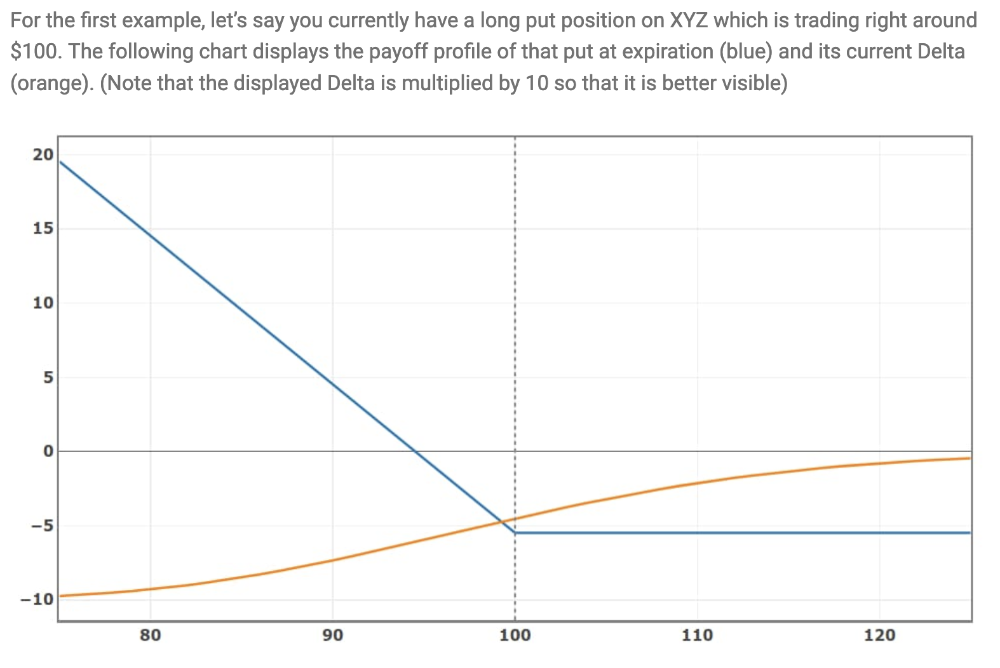 For the first example, let’s say you currently have a long put position on XYZ which is trading right around
$100. The following chart displays the payoff profile of that put at expiration (blue) and its current Delta
(orange). (Note that the displayed Delta is multiplied by 10 so that it is better visible)
20
15
10
5
0
−5
−10
80 90 100 110 120